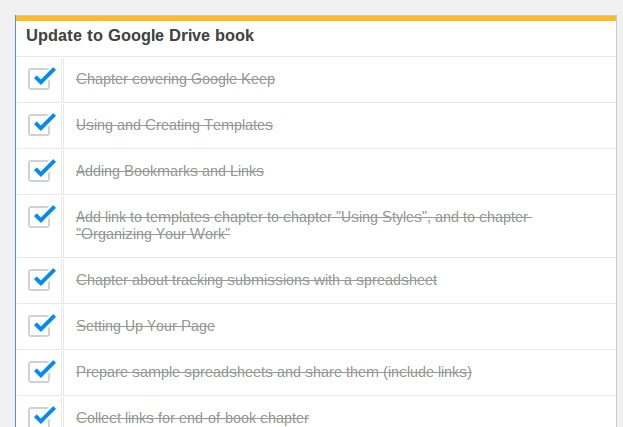 Update to Google Drive book
Chapter covering Google Keep
Using and Creating Templates
Adding Bookmarks and Links
Add link to templates chapter to chapter "Using Styles", and to chapter
"Organizing Your Work"
Chapter about tracking submissions with a spreadsheet
Setting Up Your Page
Prepare sample spreadsheets and share them (include links)
Collect links for end-of-book chapter